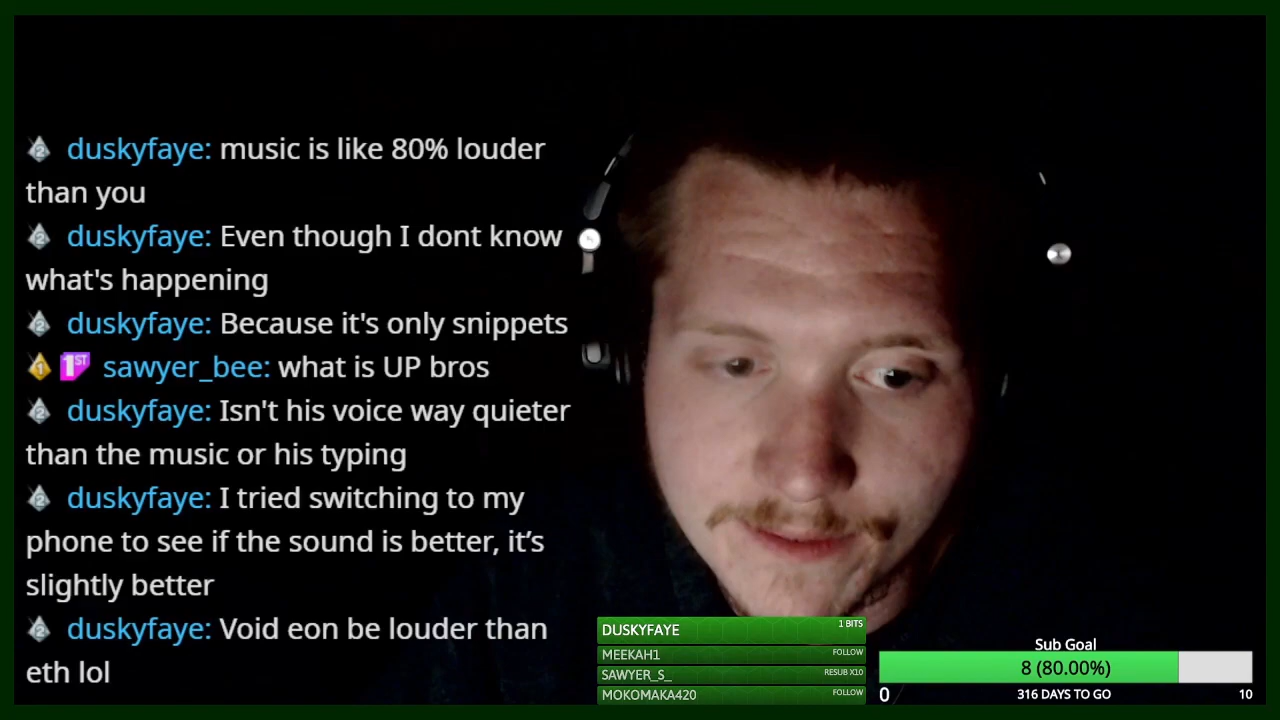 duskyfaye: music is like 80% louder
than you
duskyfaye: Even though I dont know
what's happening
duskyfaye: Because it's only snippets
1ST sawyer_bee: what is UP bros
duskyfaye: Isn't his voice way quieter
than the music or his typing
duskyfaye: I tried switching to my
phone to see if the sound is better, it’s
slightly better
duskyfaye: Void eon be louder than
eth lol
DUSKYFAYE 1 BITS
MEEKAH1 FOLLOW
SAWYER_S_ RESUB X10
MOKOMAKA420 FOLLOW
Sub Goal
8 (80.00%)
0 316 DAYS TO GO 10